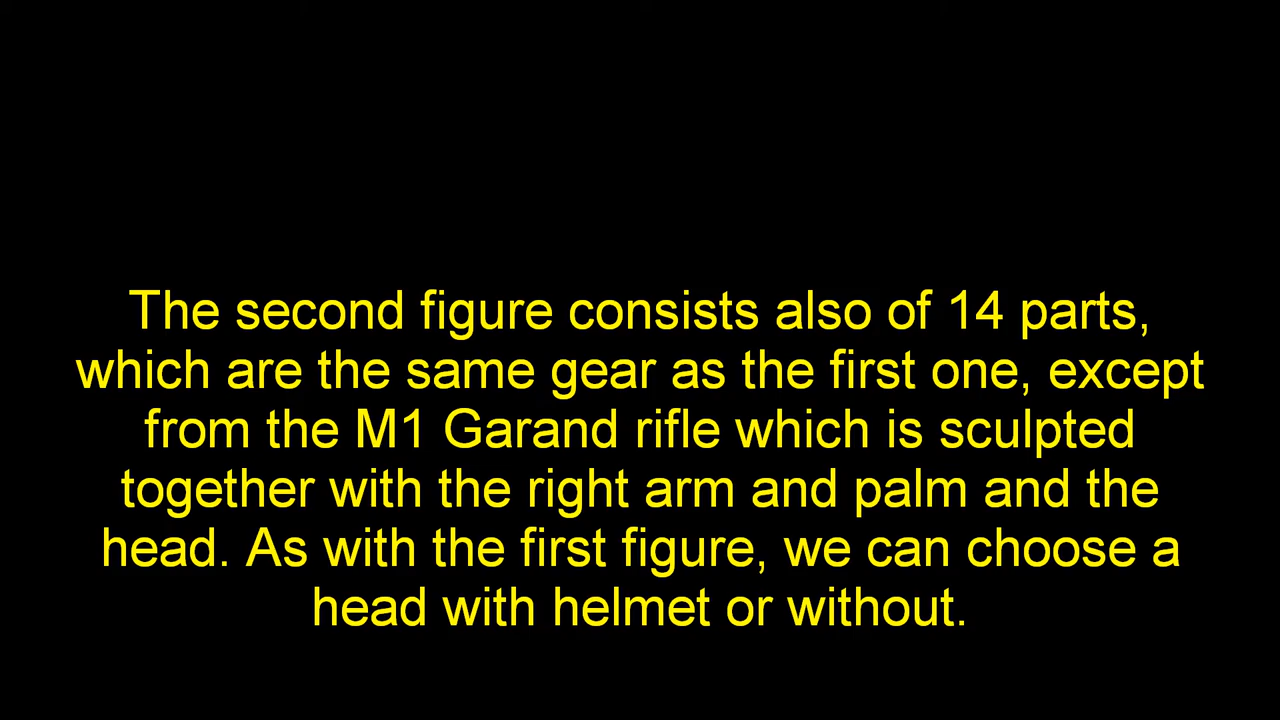 The second figure consists also of 14 parts,
which are the same gear as the first one, except
from the M1 Garand rifle which is sculpted
together with the right arm and palm and the
head. As with the first figure, we can choose a
head with helmet or without.